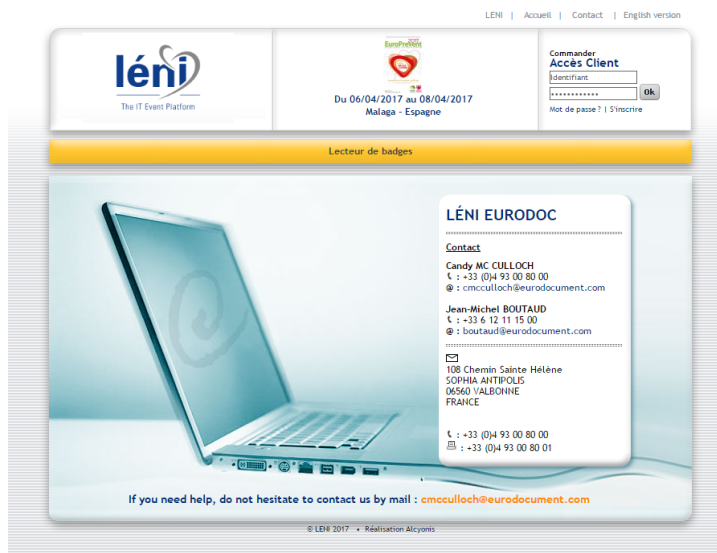 LENI | Accueil | Contact | English version
léni
The IT Event Platform
EuroPrevent
Du 06/04/2017 au 08/04/2017
Malaga - Espagne
Commander
Accès Client
Identifiant
••••••••••••
Ok
Mot de passe ? | S'inscrire
Lecteur de badges
LÉNI EURODOC
Contact
Candy MC CULLOCH
: +33 (0)4 93 00 80 00
@ : cmcculloch@eurodocument.com
Jean-Michel BOUTAUD
: +33 6 12 11 15 00
@ : boutaud@eurodocument.com
108 Chemin Sainte Hélène
SOPHIA ANTIPOLIS
06560 VALBONNE
FRANCE
: +33 (0)4 93 00 80 00
: +33 (0)4 93 00 80 01
If you need help, do not hesitate to contact us by mail : cmcculloch@eurodocument.com
© LENI 2017 • Réalisation Alcyonis